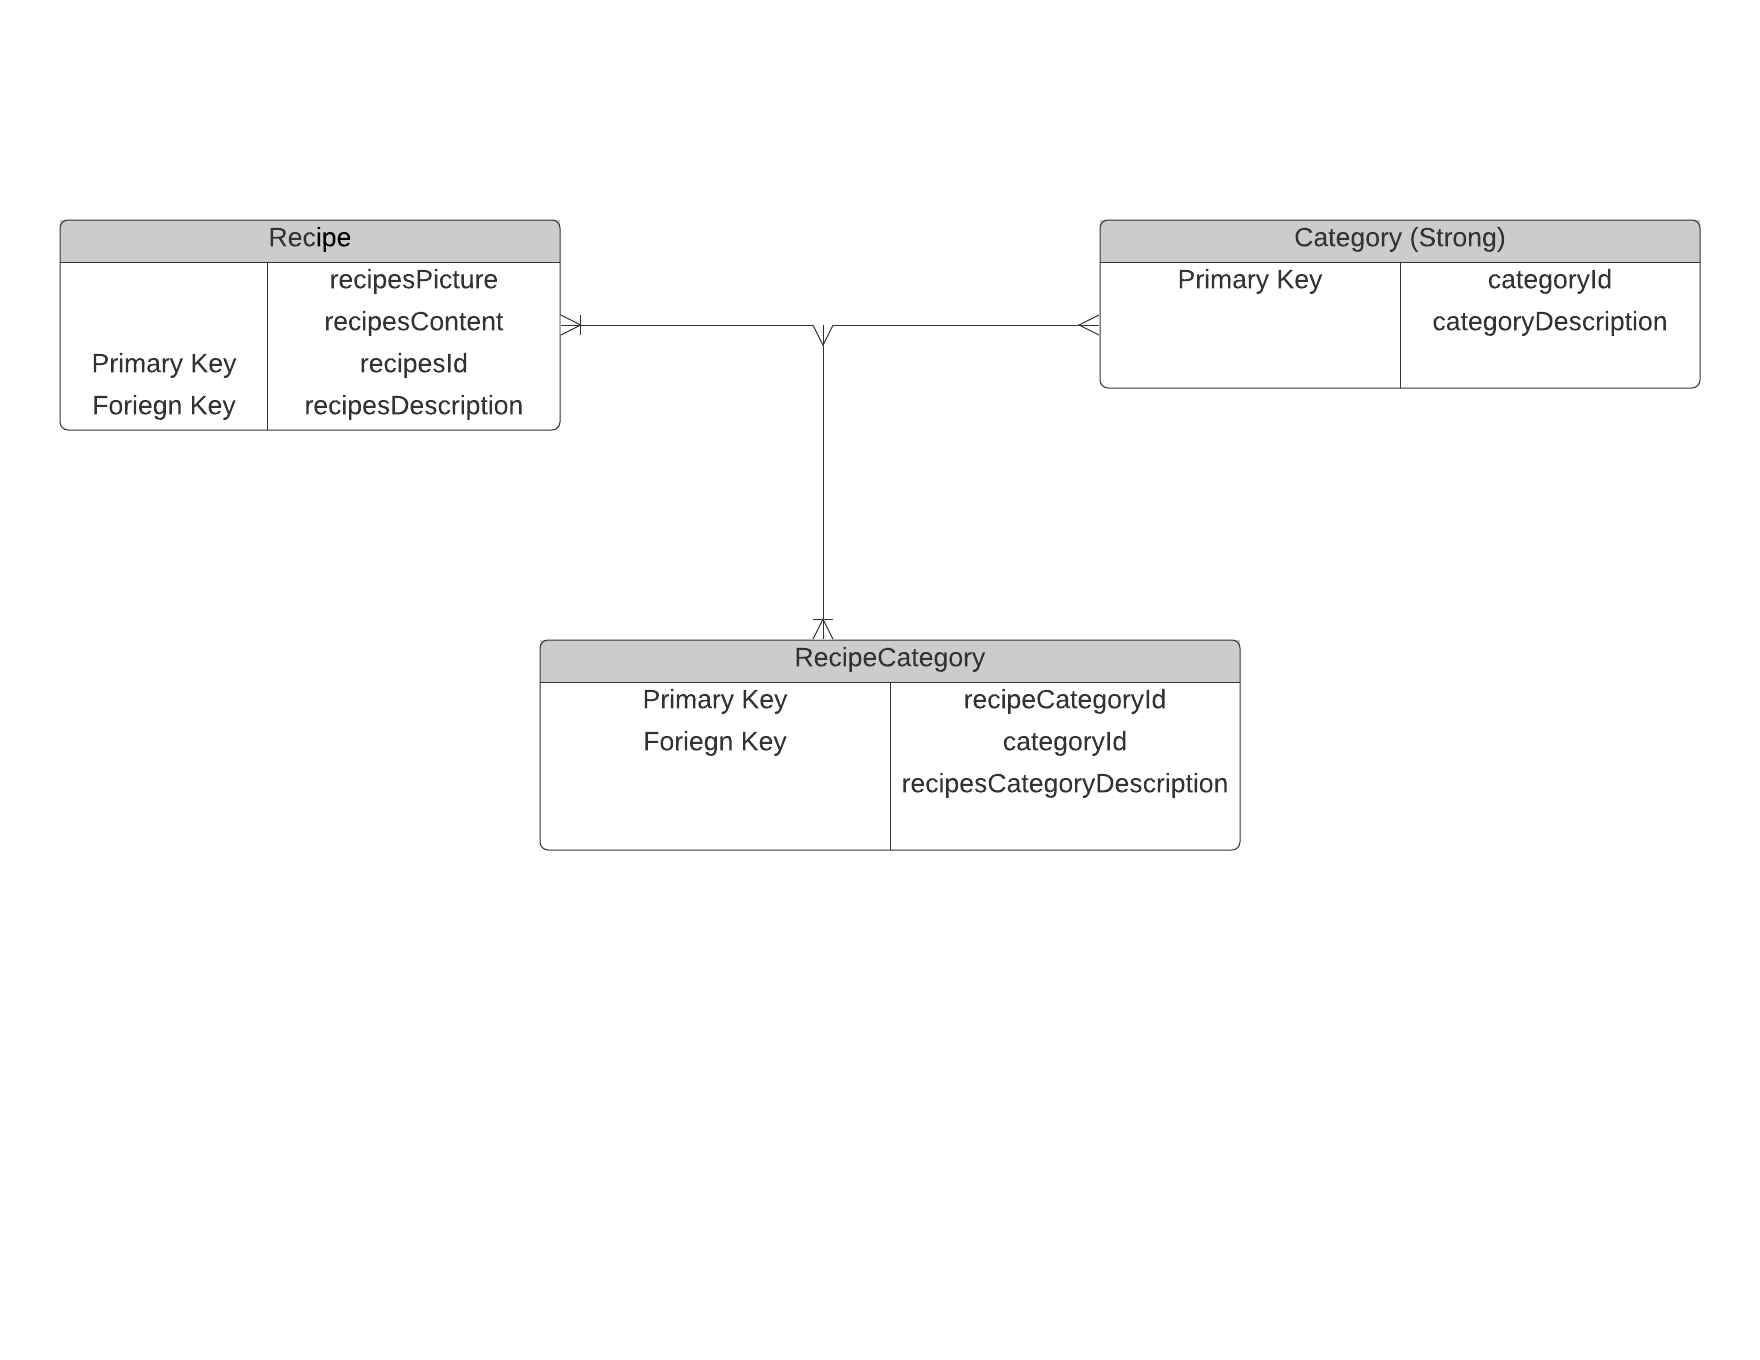 Recipe
recipesPicture
recipesContent
Primary Key recipesId
Foriegn Key recipesDescription
Category (Strong)
Primary Key categoryId
categoryDescription
RecipeCategory
Primary Key recipeCategoryId
Foriegn Key categoryId
recipesCategoryDescription